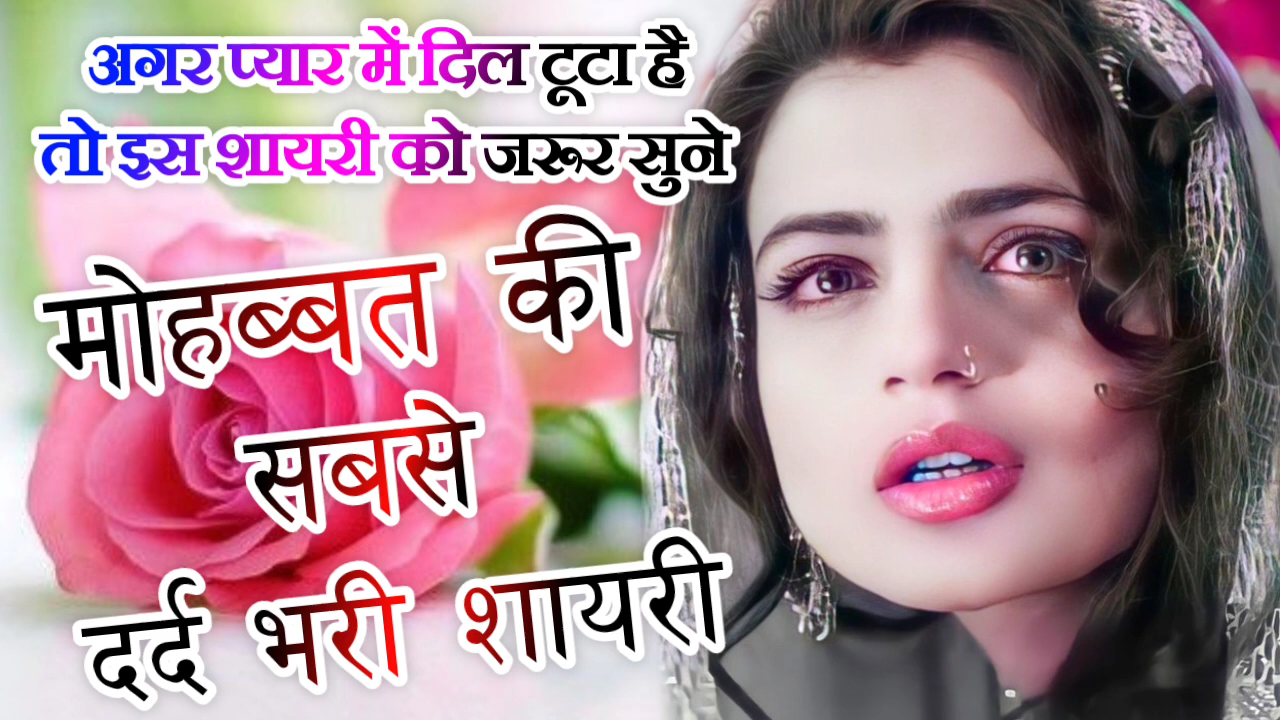 अगर प्यार में दिल टूटा है
तो इस शायरी को जरूर सुने
मोहब्बत की
सबसे
दर्द भरी शायरी